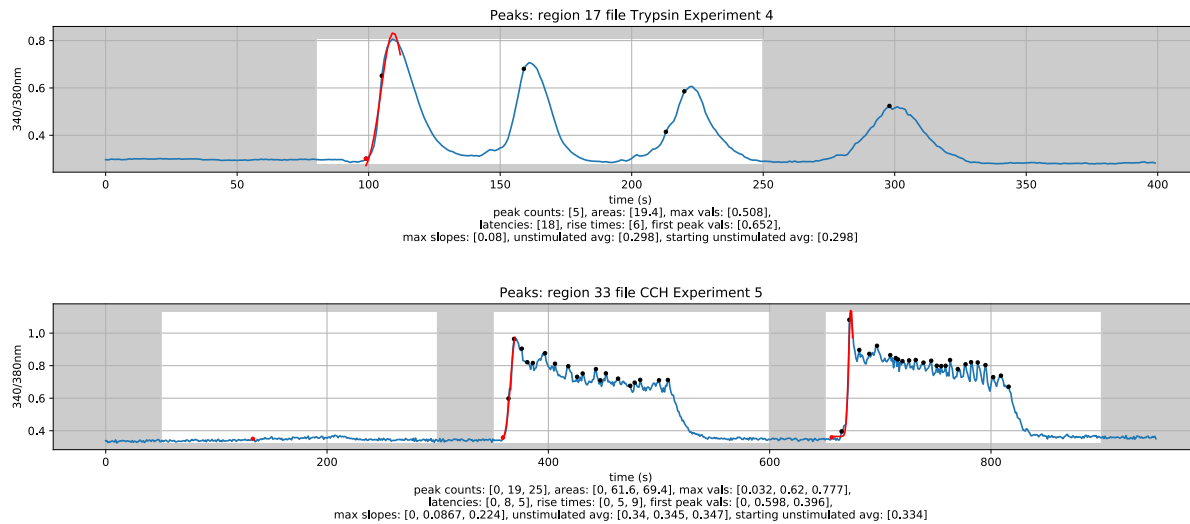 Peaks: region 17 file Trypsin Experiment 4
0.8
0.6
0.4
340/380nm
0 50 100 150 200 250 300 350 400
time (s)
peak counts: [5], areas: [19.4], max vals: [0.508],
latencies: [18], rise times: [6], first peak vals: [0.652],
max slopes: [0.08], unstimulated avg: [0.298], starting unstimulated avg: [0.298]
Peaks: region 33 file CCH Experiment 5
1.0
0.8
0.6
0.4
340/380nm
0 200 400 600 800
time (s)
peak counts: [0, 19, 25], areas: [0, 61.6, 69.4], max vals: [0.032, 0.62, 0.777],
latencies: [0, 8, 5], rise times: [0, 5, 9], first peak vals: [0, 0.598, 0.396],
max slopes: [0, 0.0867, 0.224], unstimulated avg: [0.34, 0.345, 0.347], starting unstimulated avg: [0.334]